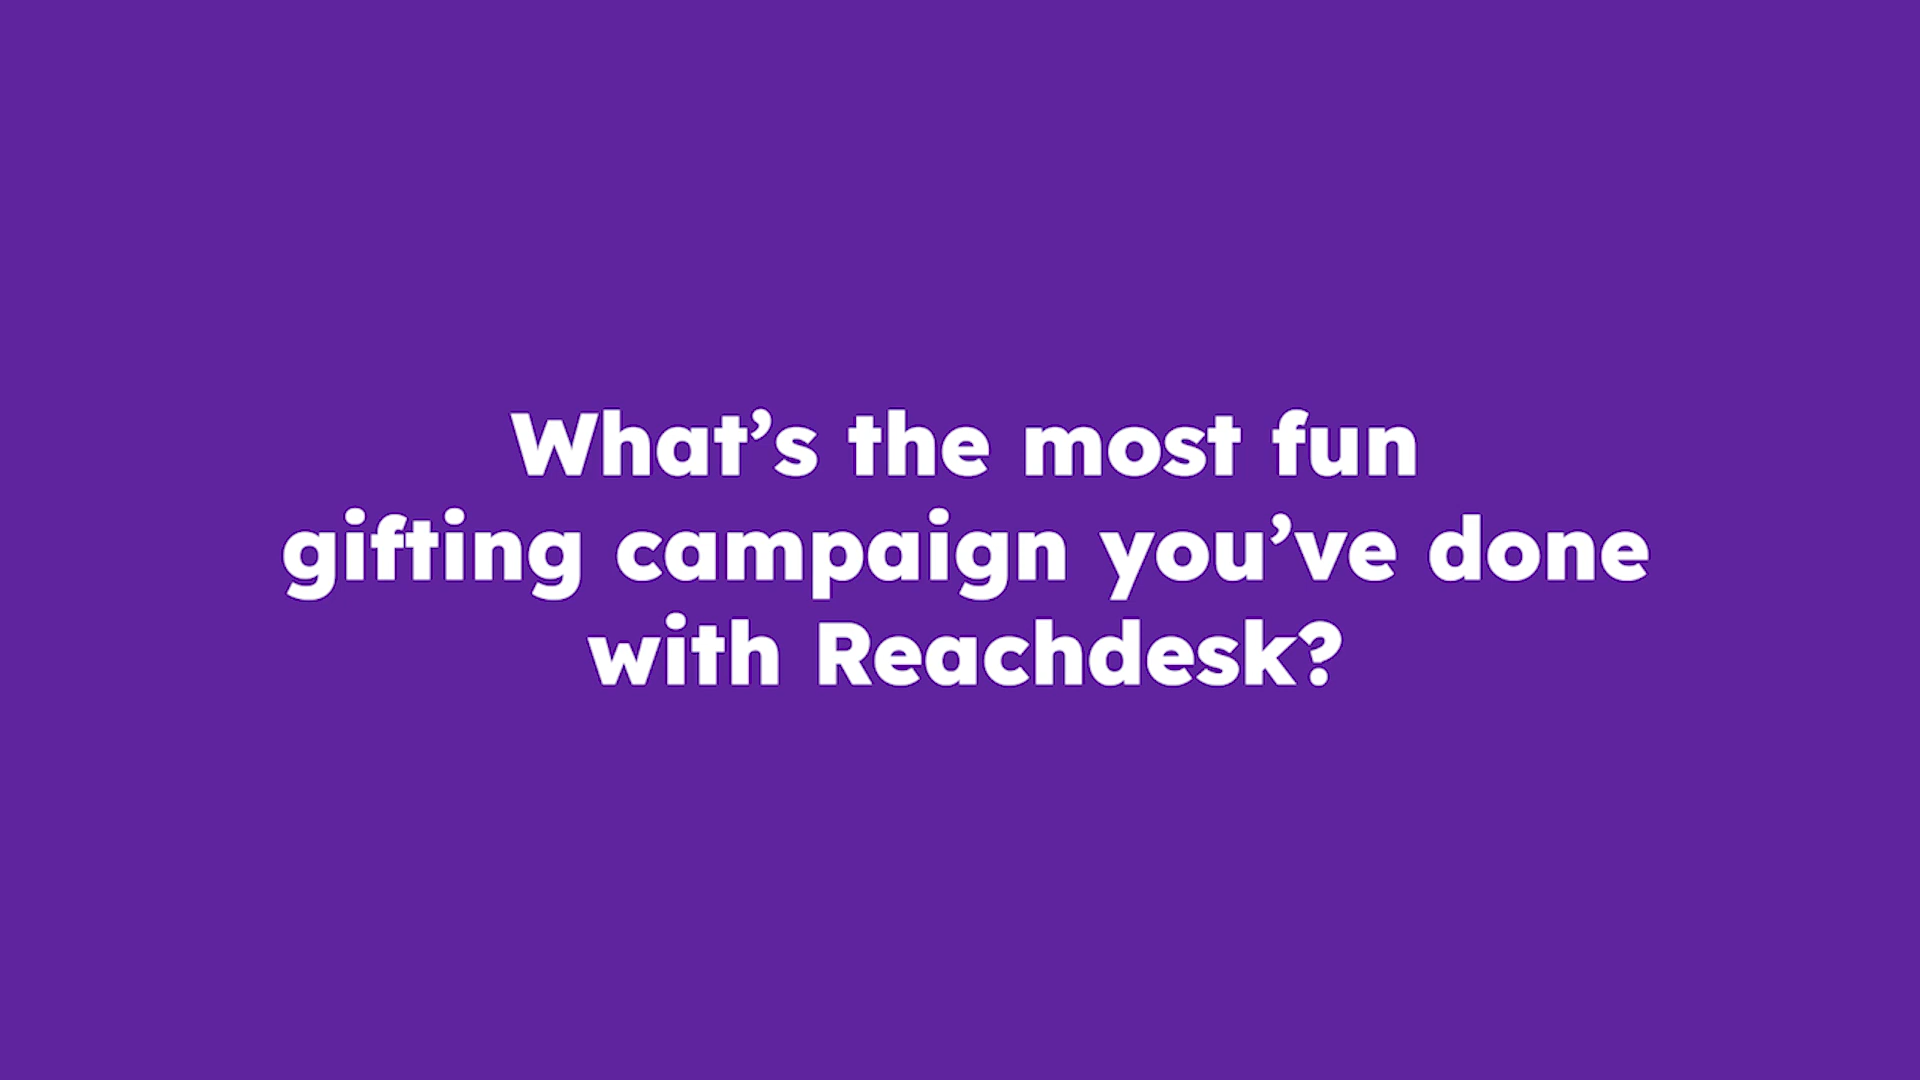 What’s the most fun
gifting campaign you’ve done
with Reachdesk?